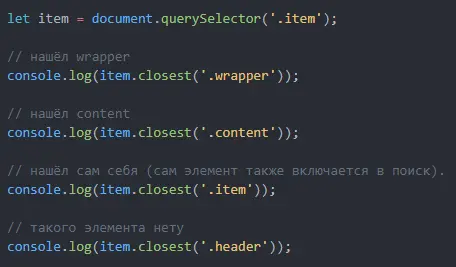 let item = document.querySelector('.item');
// нашёл wrapper
console.log(item.closest('.wrapper'));
// нашёл content
console.log(item.closest('.content'));
// нашёл сам себя (сам элемент также включается в поиск).
console.log(item.closest('.item'));
// такого элемента нету
console.log(item.closest('.header'));